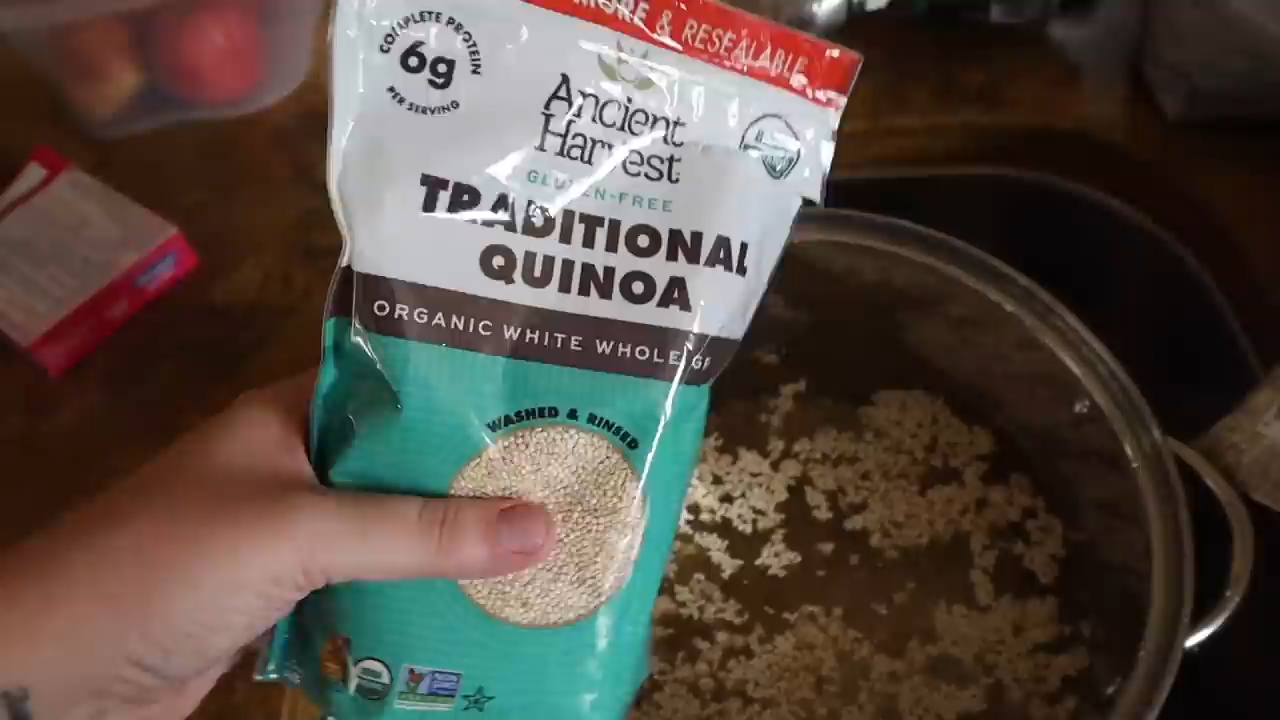 MORE & RESEALABLE
COMPLETE PROTEIN
6g
PER SERVING
Ancient
Harvest
GLUTEN-FREE
TRADITIONAL
QUINOA
ORGANIC WHITE WHOLE
WASHED & RINSED